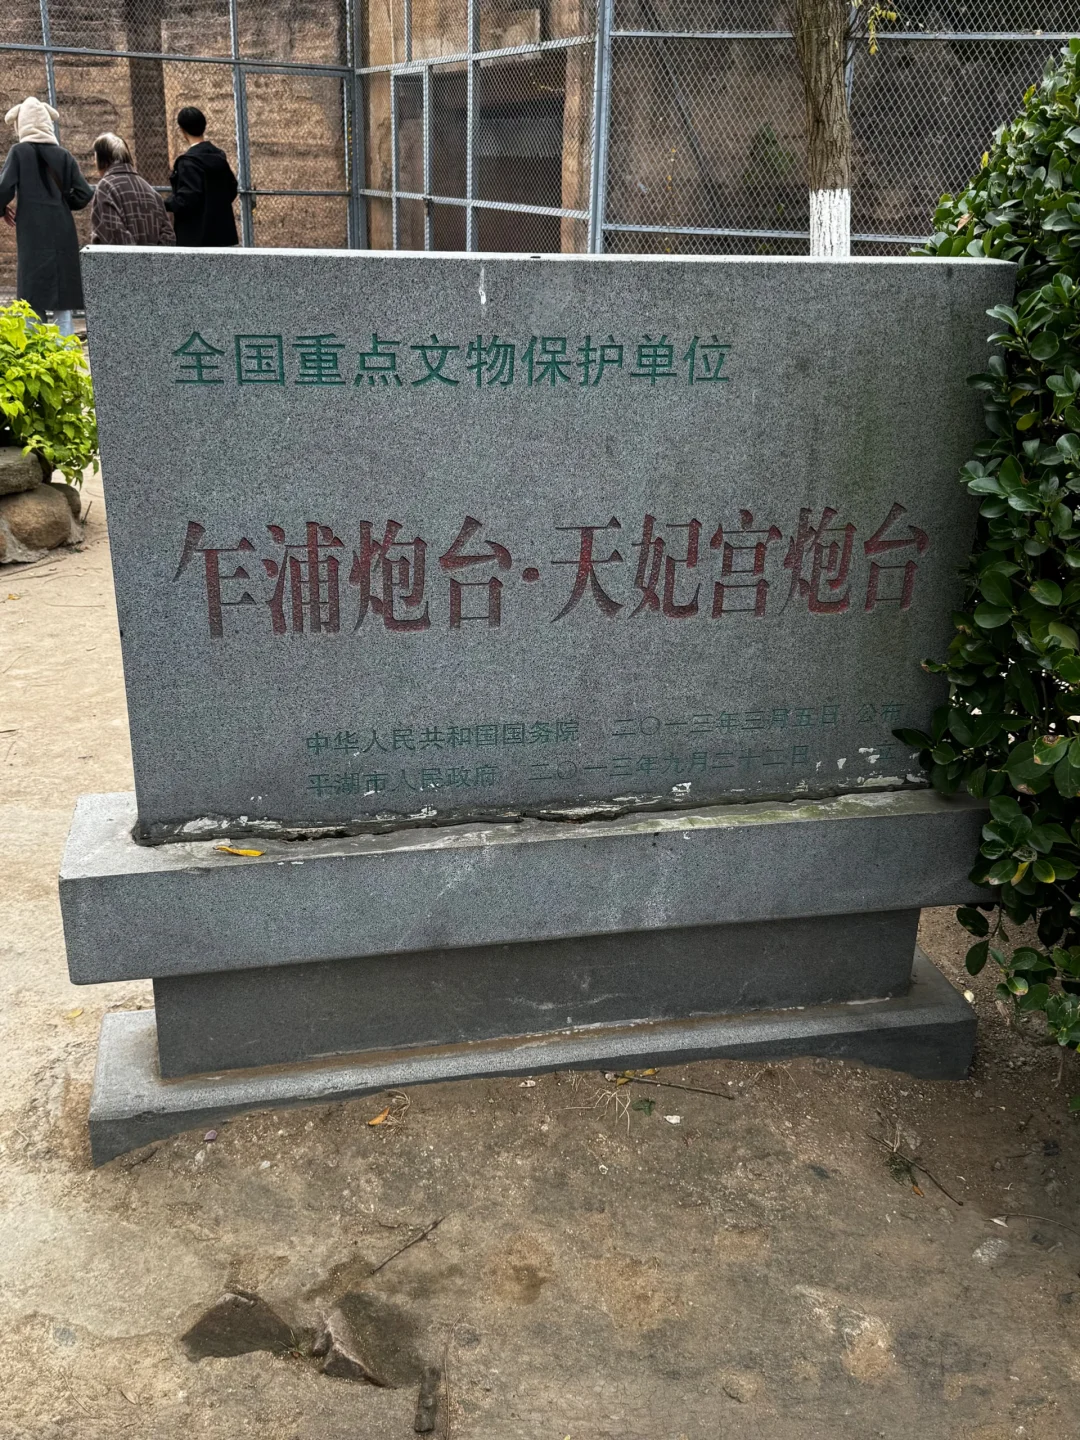 全国重点文物保护单位
乍浦炮台·天妃宫炮台
中华人民共和国国务院 二〇一三年三月五日 公布
平湖市人民政府 二〇一三年九月二十二日 立